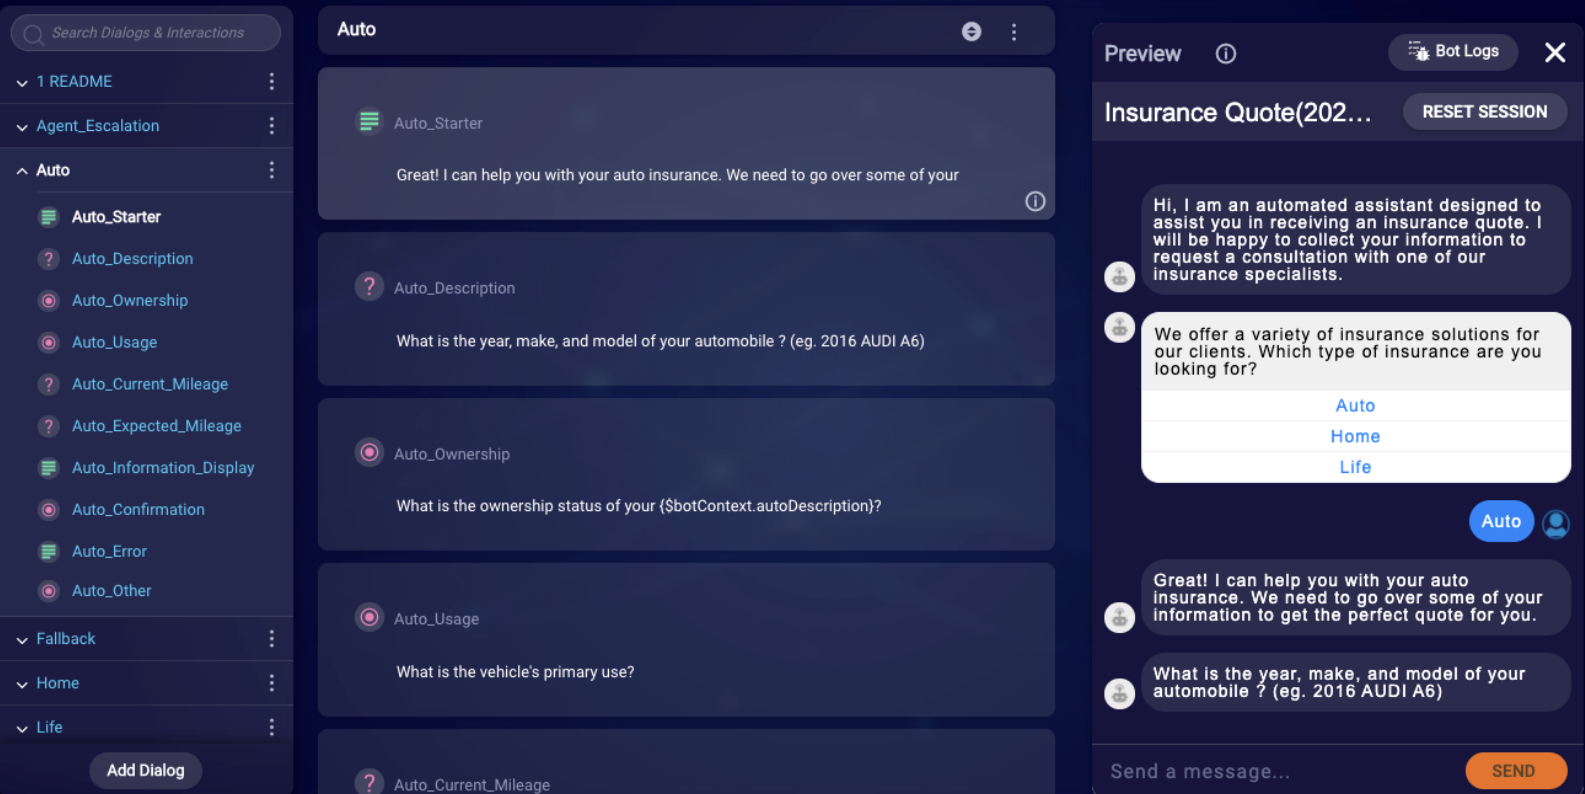 Search Dialogs & Interactions
1 README
Agent_Escalation
Auto
Auto_Starter
Auto_Description
Auto_Ownership
Auto_Usage
Auto_Current_Mileage
Auto_Expected_Mileage
Auto_Information_Display
Auto_Confirmation
Auto_Error
Auto_Other
Fallback
Home
Life
Add Dialog
Auto
Auto_Starter
Great! I can help you with your auto insurance. We need to go over some of your
Auto_Description
What is the year, make, and model of your automobile ? (eg. 2016 AUDI A6)
Auto_Ownership
What is the ownership status of your {$botContext.autoDescription}?
Auto_Usage
What is the vehicle's primary use?
Auto_Current_Mileage
Preview
Bot Logs
Insurance Quote(202...
RESET SESSION
Hi, I am an automated assistant designed to
assist you in receiving an insurance quote. I
will be happy to collect your information to
request a consultation with one of our
insurance specialists.
We offer a variety of insurance solutions for
our clients. Which type of insurance are you
looking for?
Auto
Home
Life
Auto
Great! I can help you with your auto
insurance. We need to go over some of your
information to get the perfect quote for you.
What is the year, make, and model of your
automobile ? (eg. 2016 AUDI A6)
Send a message...
SEND